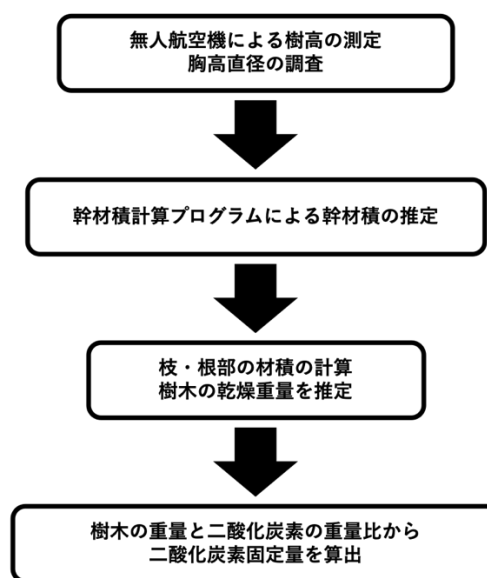 無人航空機による樹高の測定
胸高直径の調査
幹材積計算プログラムによる幹材積の推定
枝・根部の材積の計算
樹木の乾燥重量を推定
樹木の重量と二酸化炭素の重量比から
二酸化炭素固定量を算出